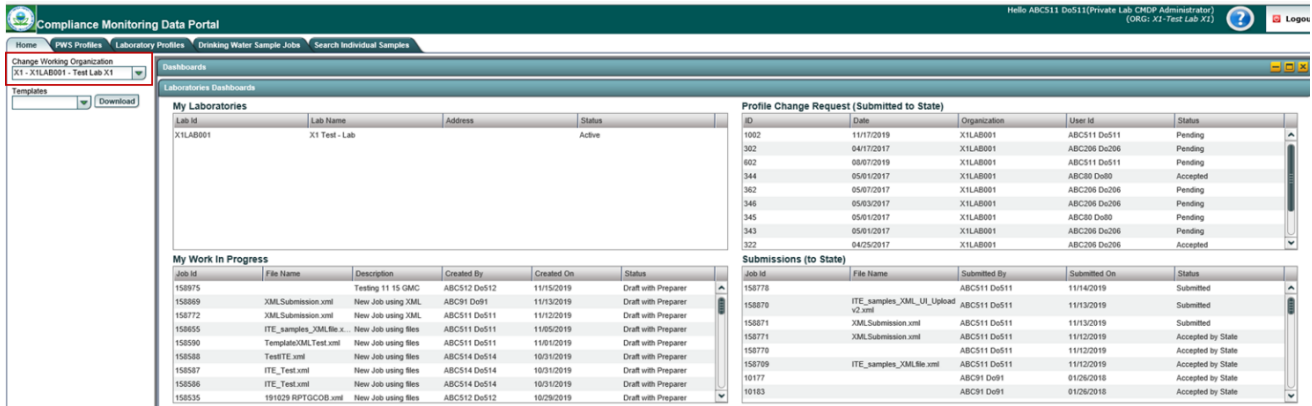 Hello ABC511 Do511(Private Lab CMDP Administrator)
(ORG: X1-Test Lab X1)
? Logou
Compliance Monitoring Data Portal
Home PWS Profiles Laboratory Profiles Drinking Water Sample Jobs Search Individual Samples
Change Working Organization
X1 - X1LAB001 - Test Lab X1
Templates
Download
Dashboards
Laboratories Dashboards
My Laboratories
Lab Id Lab Name Address Status
X1LAB001 X1 Test - Lab Active
Profile Change Request (Submitted to State)
ID Date Organization User Id Status
1002 11/17/2019 X1LAB001 ABC511 Do511 Pending
302 04/17/2017 X1LAB001 ABC206 Do206 Pending
602 08/07/2019 X1LAB001 ABC511 Do511 Pending
344 05/01/2017 X1LAB001 ABC80 Do80 Accepted
362 05/07/2017 X1LAB001 ABC206 Do206 Pending
346 05/03/2017 X1LAB001 ABC206 Do206 Pending
345 05/01/2017 X1LAB001 ABC80 Do80 Pending
343 05/01/2017 X1LAB001 ABC206 Do206 Pending
322 04/25/2017 X1LAB001 ABC206 Do206 Accepted
My Work In Progress
Job Id File Name Description Created By Created On Status
158975 Testing 11 15 GMC ABC512 Do512 11/15/2019 Draft with Preparer
158869 XMLSubmission.xml New Job using XML ABC91 Do91 11/13/2019 Draft with Preparer
158772 XMLSubmission.xml New Job using XML ABC511 Do511 11/12/2019 Draft with Preparer
158655 ITE_samples_XMLfile.x... New Job using files ABC511 Do511 11/05/2019 Draft with Preparer
158590 TemplateXMLTest.xml New Job using files ABC511 Do511 11/01/2019 Draft with Preparer
158588 TestITE.xml New Job using files ABC514 Do514 10/31/2019 Draft with Preparer
158587 ITE_Test.xml New Job using files ABC514 Do514 10/31/2019 Draft with Preparer
158586 ITE_Test.xml New Job using files ABC514 Do514 10/31/2019 Draft with Preparer
158535 191029 RPTGCOB.xml New Job using files ABC512 Do512 10/29/2019 Draft with Preparer
Submissions (to State)
Job Id File Name Submitted By Submitted On Status
158778 ABC511 Do511 11/14/2019 Submitted
158870 ITE_samples_XML_UI_Upload ABC511 Do511 11/13/2019 Submitted
v2.xml
158871 XMLSubmission.xml ABC511 Do511 11/13/2019 Submitted
158771 XMLSubmission.xml ABC511 Do511 11/12/2019 Accepted by State
158770 ABC511 Do511 11/12/2019 Accepted by State
158709 ITE_samples_XMLfile.xml ABC511 Do511 11/12/2019 Accepted by State
10177 ABC91 Do91 01/26/2018 Accepted by State
10183 ABC91 Do91 01/26/2018 Accepted by State